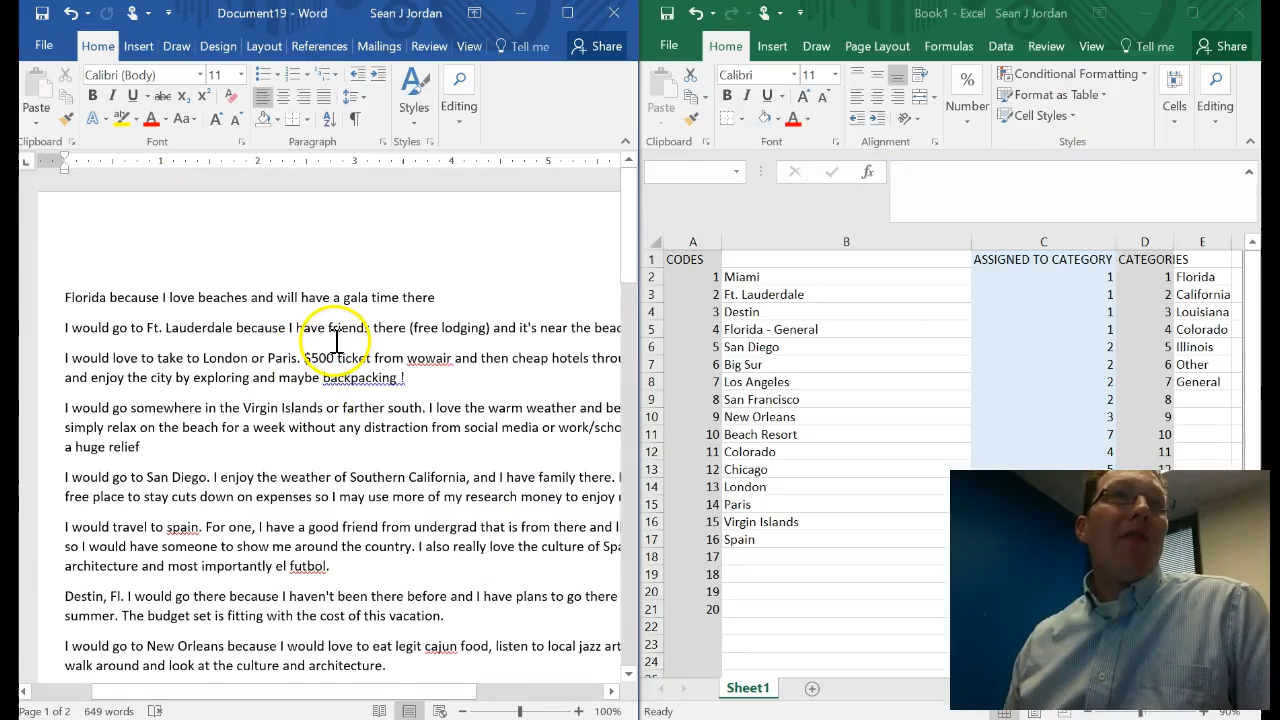 Document19 - Word
Sean J Jordan
File
Home
Insert
Draw
Design
Layout
References
Mailings
Review
View
Tell me
Share
Paste
Calibri (Body)
11
B I U abc X₂ X²
Aa
Styles
Editing
Clipboard
Font
Paragraph
Styles
1 2 3 4 5
Florida because I love beaches and will have a gala time there
I would go to Ft. Lauderdale because I have friends there (free lodging) and it's near the beac
I would love to take to London or Paris. $500 ticket from wowair and then cheap hotels throu
and enjoy the city by exploring and maybe backpacking !
I would go somewhere in the Virgin Islands or farther south. I love the warm weather and be
simply relax on the beach for a week without any distraction from social media or work/scho
a huge relief
I would go to San Diego. I enjoy the weather of Southern California, and I have family there.
free place to stay cuts down on expenses so I may use more of my research money to enjoy
I would travel to spain. For one, I have a good friend from undergrad that is from there and li
so I would have someone to show me around the country. I also really love the culture of Spa
architecture and most importantly el futbol.
Destin, Fl. I would go there because I haven't been there before and I have plans to go there
summer. The budget set is fitting with the cost of this vacation.
I would go to New Orleans because I would love to eat legit cajun food, listen to local jazz art
walk around and look at the culture and architecture.
Page 1 of 2
649 words
100%
Book1 - Excel
Sean J Jordan
File
Home
Insert
Draw
Page Layout
Formulas
Data
Review
View
Tell me
Share
Paste
Calibri
11
B I U
Number
Conditional Formatting
Format as Table
Cell Styles
Cells
Editing
Clipboard
Font
Alignment
Styles
fx
A B C D E
1 CODES ASSIGNED TO CATEGORY CATEGORIES
2 1 Miami 1 1 Florida
3 2 Ft. Lauderdale 1 2 California
4 3 Destin 1 3 Louisiana
5 4 Florida - General 1 4 Colorado
6 5 San Diego 2 5 Illinois
7 6 Big Sur 2 6 Other
8 7 Los Angeles 2 7 General
9 8 San Francisco 2 8
10 9 New Orleans 3 9
11 10 Beach Resort 7 10
12 11 Colorado 4 11
13 12 Chicago 5 12
14 13 London
15 14 Paris
16 15 Virgin Islands
17 16 Spain
18 17
19 18
20 19
21 20
22
23
24
Sheet1
Ready
90%